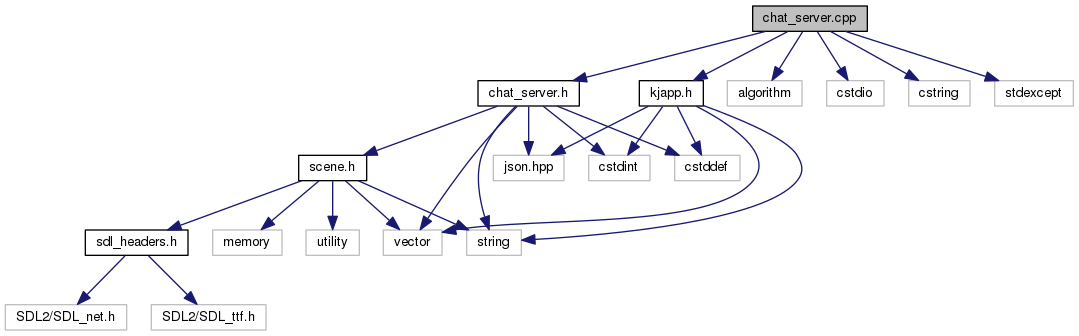 chat_server.cpp
chat_server.h
kjapp.h
algorithm
cstdio
cstring
stdexcept
scene.h
json.hpp
cstdint
cstddef
sdl_headers.h
memory
utility
vector
string
SDL2/SDL_net.h
SDL2/SDL_ttf.h